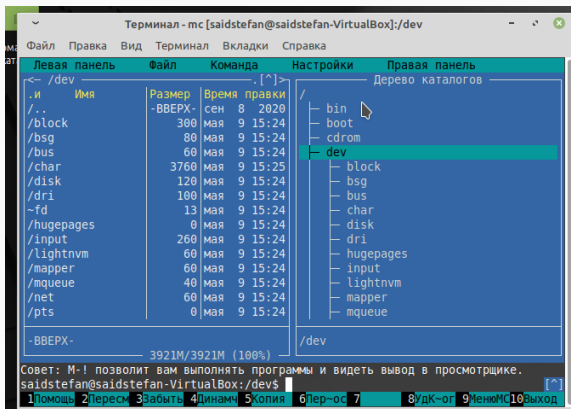 Терминал - mc [saidstefan@saidstefan-VirtualBox]:/dev
Файл Правка Вид Терминал Вкладки Справка
Левая панель Файл Команда Настройки Правая панель
<— /dev .[^]>
.и Имя Размер Время правки
/.. -ВВЕРХ- сен 8 2020
/block 300 мая 9 15:24
/bsg 80 мая 9 15:24
/bus 60 мая 9 15:24
/char 3760 мая 9 15:25
/disk 120 мая 9 15:24
/dri 100 мая 9 15:24
~fd 13 мая 9 15:24
/hugepages 0 мая 9 15:24
/input 260 мая 9 15:24
/lightnvm 60 мая 9 15:24
/mapper 60 мая 9 15:24
/mqueue 40 мая 9 15:24
/net 60 мая 9 15:24
/pts 0 мая 9 15:24
-ВВЕРХ-
3921M/3921M (100%)
Дерево каталогов
/
bin
boot
cdrom
dev
block
bsg
bus
char
disk
dri
hugepages
input
lightnvm
mapper
mqueue
/dev
Совет: M-! позволит вам выполнять программы и видеть вывод в просмотрщике.
saidstefan@saidstefan-VirtualBox:/dev$ [^]
1Помощь 2Пересм 3Забыть 4Динамч 5Копия 6Пер~ос 7 8УдК~ог 9МенюMC 10Выход